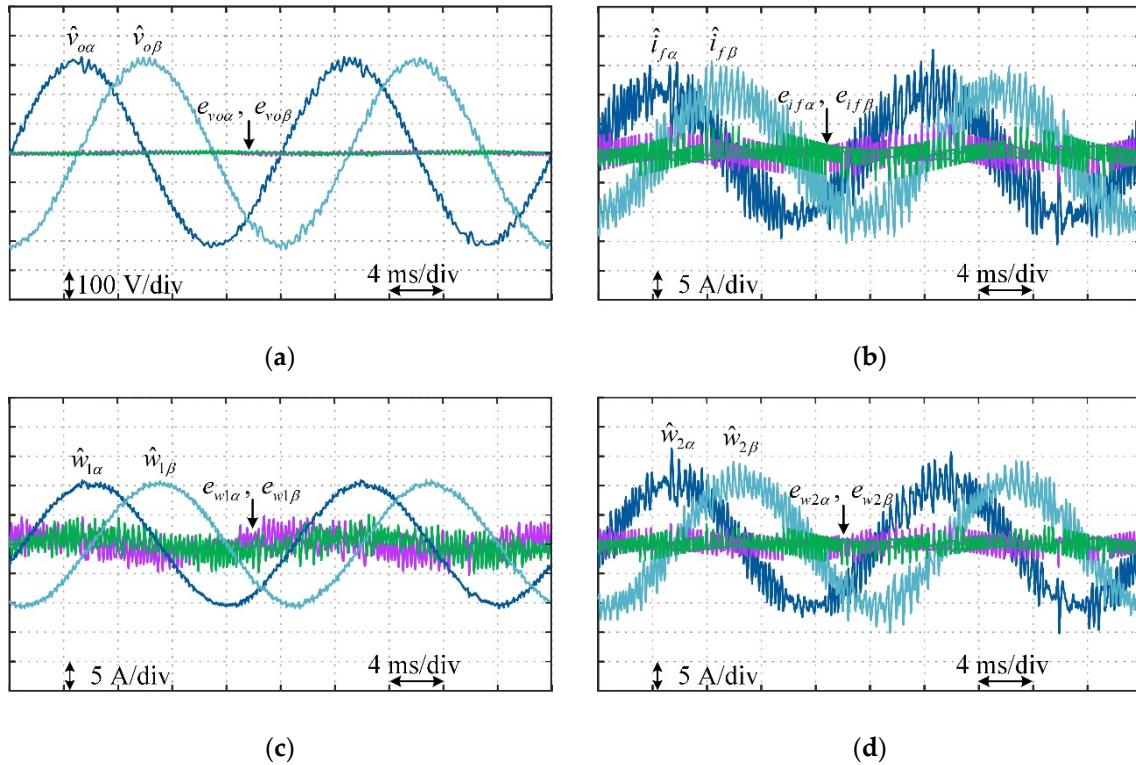 v̂oα v̂oβ
evoα, evoβ
100 V/div 4 ms/div
(a)
îfα îfβ
eifα, eifβ
5 A/div 4 ms/div
(b)
ŵ1α ŵ1β
ew1α, ew1β
5 A/div 4 ms/div
(c)
ŵ2α ŵ2β
ew2α, ew2β
5 A/div 4 ms/div
(d)